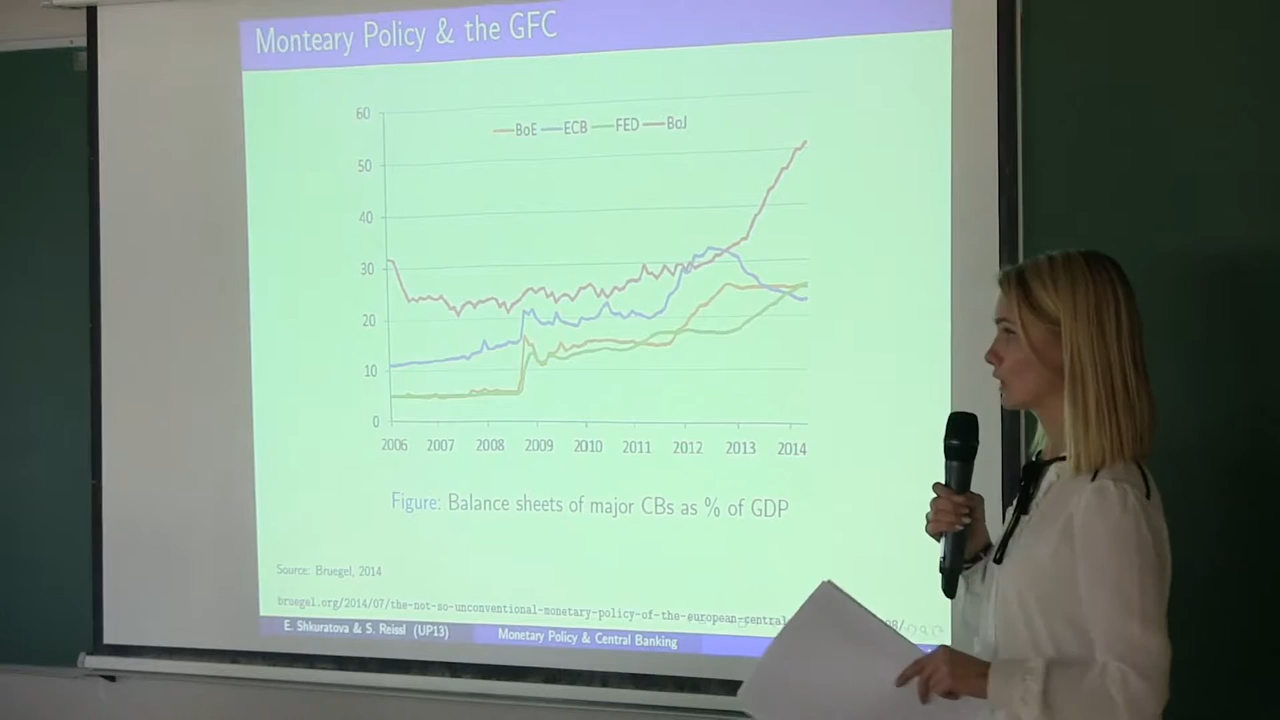 Monteary Policy & the GFC
60
BoE ECB FED BoJ
50
40
30
20
10
0
2006 2007 2008 2009 2010 2011 2012 2013 2014
Figure: Balance sheets of major CBs as % of GDP
Source: Bruegel, 2014
bruegel.org/2014/07/the-not-so-unconventional-monetary-policy-of-the-european-central
E. Shkuratova & S. Reissl (UP13) Monetary Policy & Central Banking